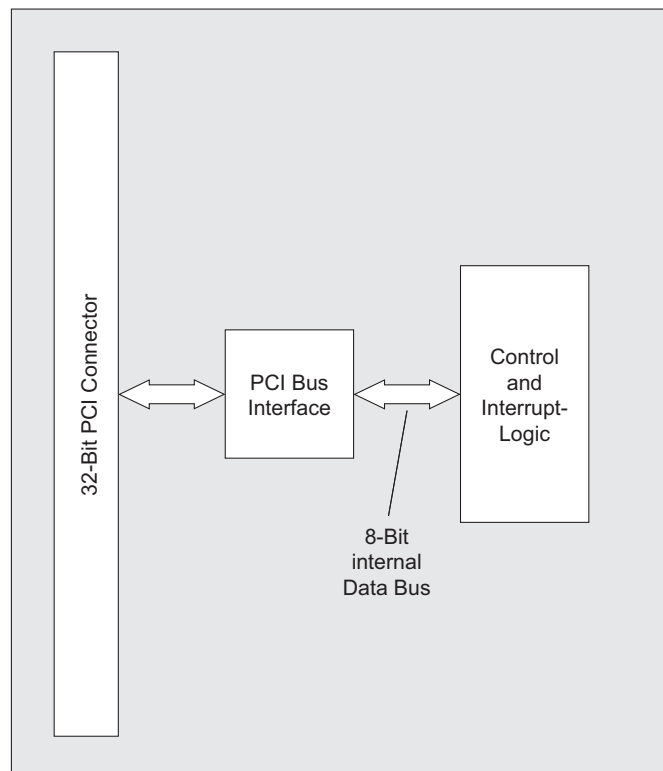 32-Bit PCI Connector
PCI Bus
Interface
Control
and
Interrupt-
Logic
8-Bit
internal
Data Bus